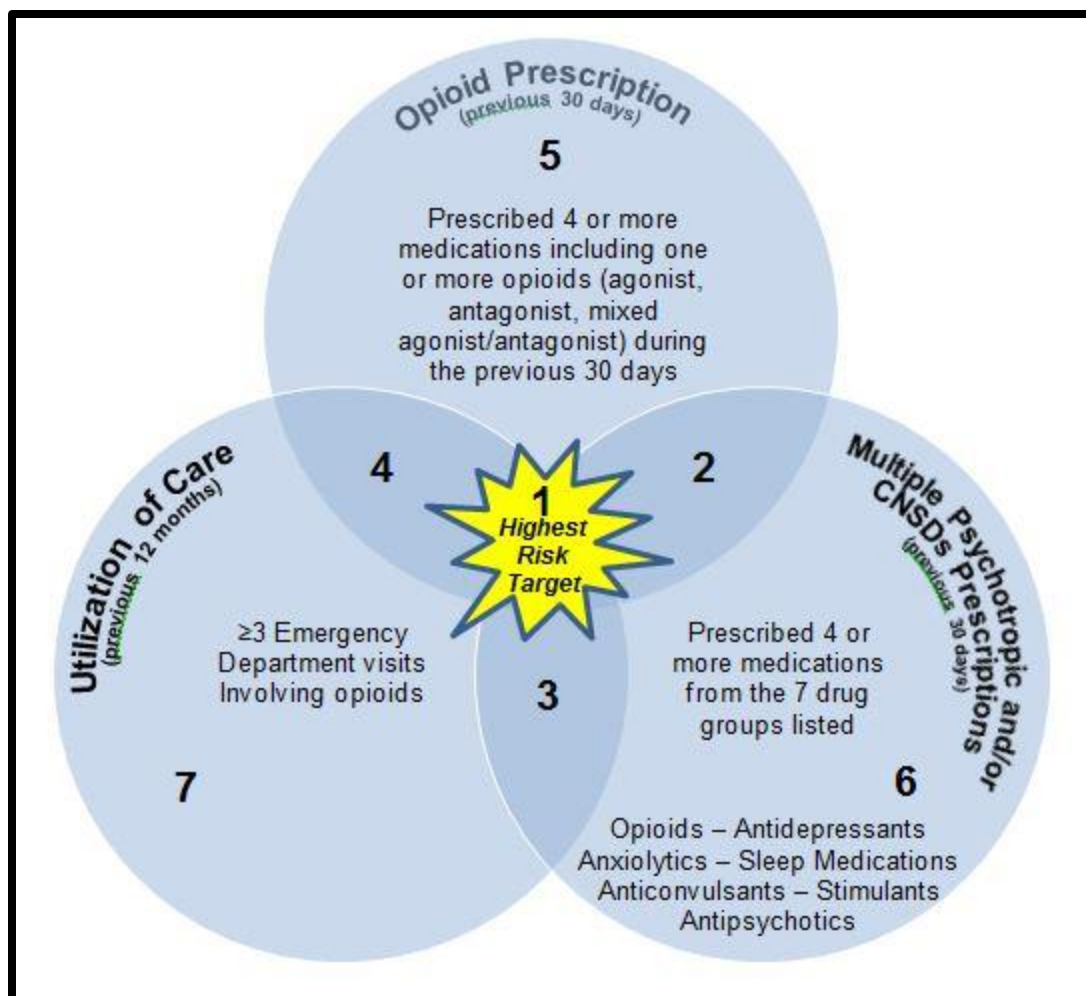 Opioid Prescription
(previous 30 days)
5
Prescribed 4 or more
medications including one
or more opioids (agonist,
antagonist, mixed
agonist/antagonist) during
the previous 30 days
4
2
1
Highest
Risk
Target
Utilization of Care
(previous 12 months)
≥3 Emergency
Department visits
Involving opioids
7
3
Multiple Psychotropic and/or
CNSDs Prescriptions
(previous 30 days)
Prescribed 4 or
more medications
from the 7 drug
groups listed
6
Opioids – Antidepressants
Anxiolytics – Sleep Medications
Anticonvulsants – Stimulants
Antipsychotics